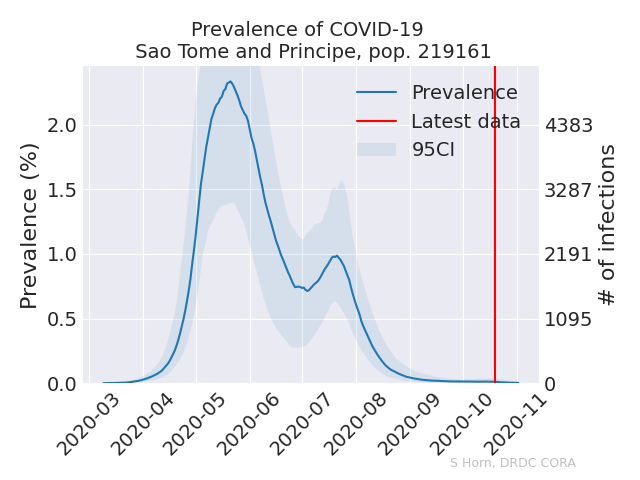 Prevalence of COVID-19
Sao Tome and Principe, pop. 219161
Prevalence
Latest data
95CI
Prevalence (%)
2.0
1.5
1.0
0.5
0.0
4383
3287
2191
1095
0
# of infections
2020-03
2020-04
2020-05
2020-06
2020-07
2020-08
2020-09
2020-10
2020-11
S Horn, DRDC CORA